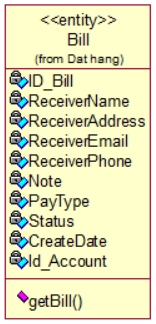 <<entity>>
Bill
(from Dat hang)
ID_Bill
ReceiverName
ReceiverAddress
ReceiverEmail
ReceiverPhone
Note
PayType
Status
CreateDate
Id_Account
getBill()